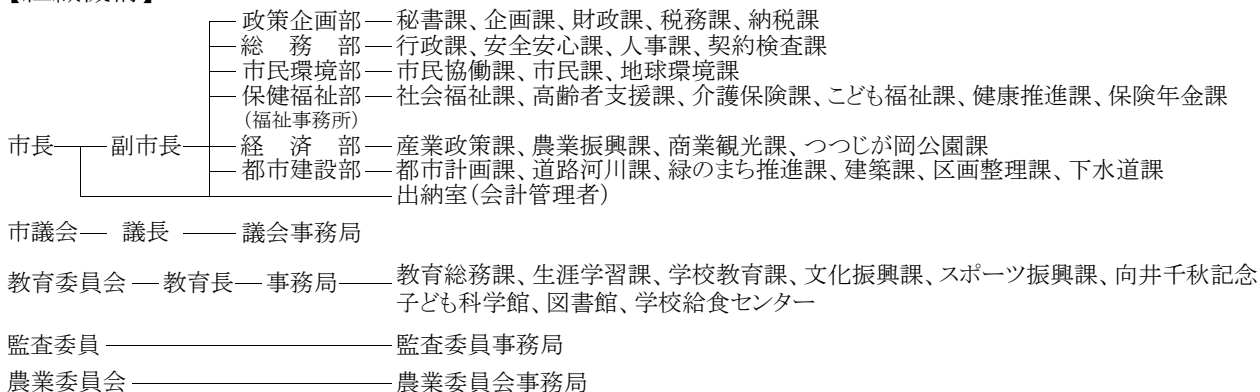 政策企画部 秘書課、企画課、財政課、税務課、納税課
総務部 行政課、安全安心課、人事課、契約検査課
市民環境部 市民協働課、市民課、地球環境課
保健福祉部 社会福祉課、高齢者支援課、介護保険課、こども福祉課、健康推進課、保険年金課
(福祉事務所)
市長 副市長 経済部 産業政策課、農業振興課、商業観光課、つつじが岡公園課
都市建設部 都市計画課、道路河川課、緑のまち推進課、建築課、区画整理課、下水道課
出納室(会計管理者)
市議会 議長 議会事務局
教育委員会 教育長 事務局 教育総務課、生涯学習課、学校教育課、文化振興課、スポーツ振興課、向井千秋記念
子ども科学館、図書館、学校給食センター
監査委員 監査委員事務局
農業委員会 農業委員会事務局